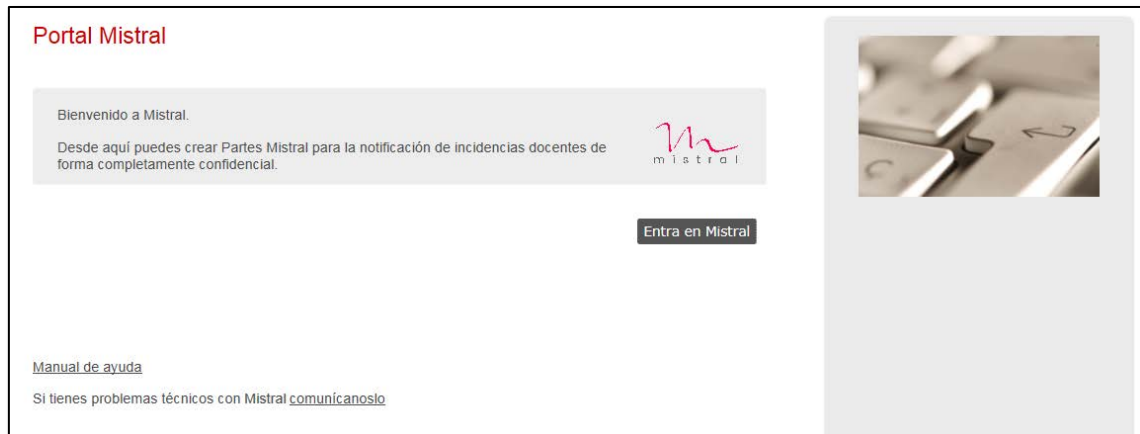 Portal Mistral
Bienvenido a Mistral.
Desde aquí puedes crear Partes Mistral para la notificación de incidencias docentes de
forma completamente confidencial.
mistral
Entra en Mistral
Manual de ayuda
Si tienes problemas técnicos con Mistral comunícanoslo